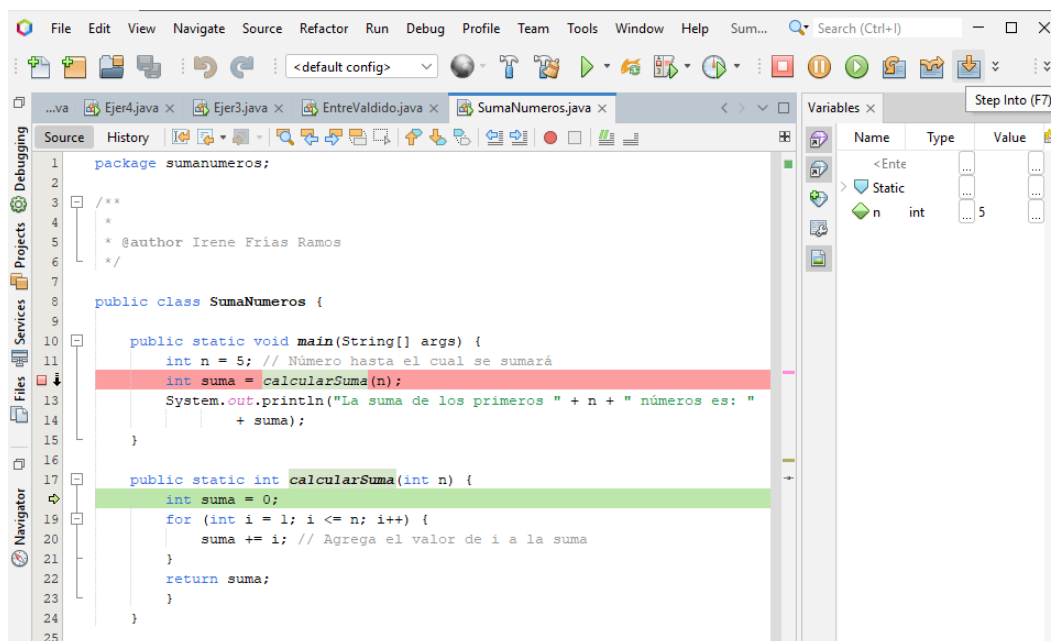 File Edit View Navigate Source Refactor Run Debug Profile Team Tools Window Help Sum... Search (Ctrl+I)
<default config>
...va Ejer4.java Ejer3.java EntreValdido.java SumaNumeros.java Variables Step Into (F7)
Source History Name Type Value
Debugging
Projects
Services
Files
Navigator
<Ente ... ...
Static ... ...
n int ... 5 ...
1 package sumanumeros;
2
3 /**
4 *
5 * @author Irene Frías Ramos
6 */
7
8 public class SumaNumeros {
9
10 public static void main(String[] args) {
11 int n = 5; // Número hasta el cual se sumará
int suma = calcularSuma(n);
13 System.out.println("La suma de los primeros " + n + " números es: "
14 + suma);
15 }
16
17 public static int calcularSuma(int n) {
int suma = 0;
19 for (int i = 1; i <= n; i++) {
20 suma += i; // Agrega el valor de i a la suma
21 }
22 return suma;
23 }
24 }
25